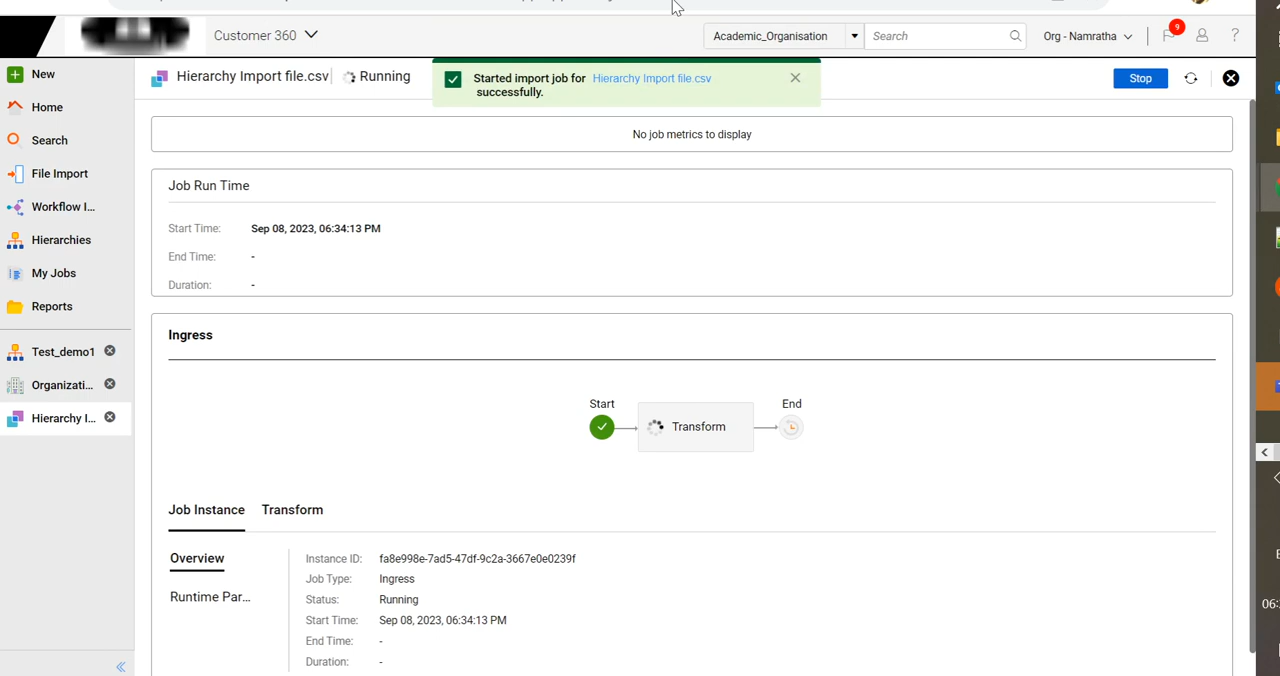 Customer 360
Academic_Organisation
Search
Org - Namratha
9
?
New
Home
Search
File Import
Workflow I...
Hierarchies
My Jobs
Reports
Test_demo1
Organizati...
Hierarchy I...
Hierarchy Import file.csv
Running
Started import job for Hierarchy Import file.csv
successfully.
Stop
No job metrics to display
Job Run Time
Start Time: Sep 08, 2023, 06:34:13 PM
End Time: -
Duration: -
Ingress
Start
End
Transform
Job Instance
Transform
Overview
Runtime Par...
Instance ID: fa8e998e-7ad5-47df-9c2a-3667e0e0239f
Job Type: Ingress
Status: Running
Start Time: Sep 08, 2023, 06:34:13 PM
End Time: -
Duration: -